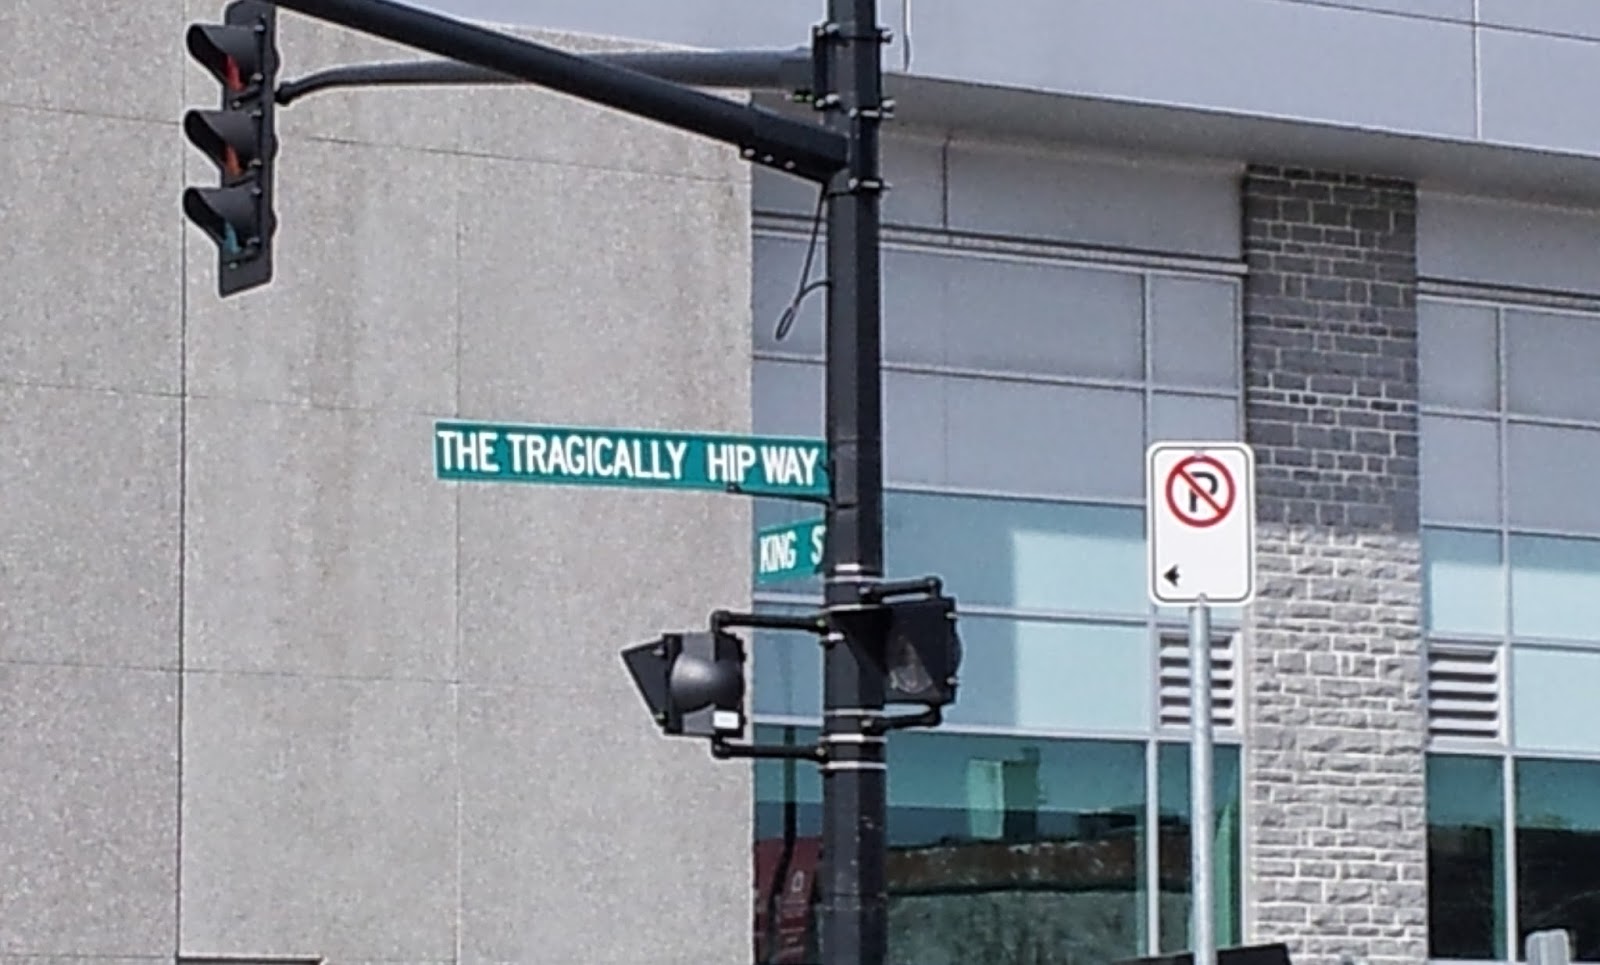 THE TRAGICALLY HIP WAY
KING S
P